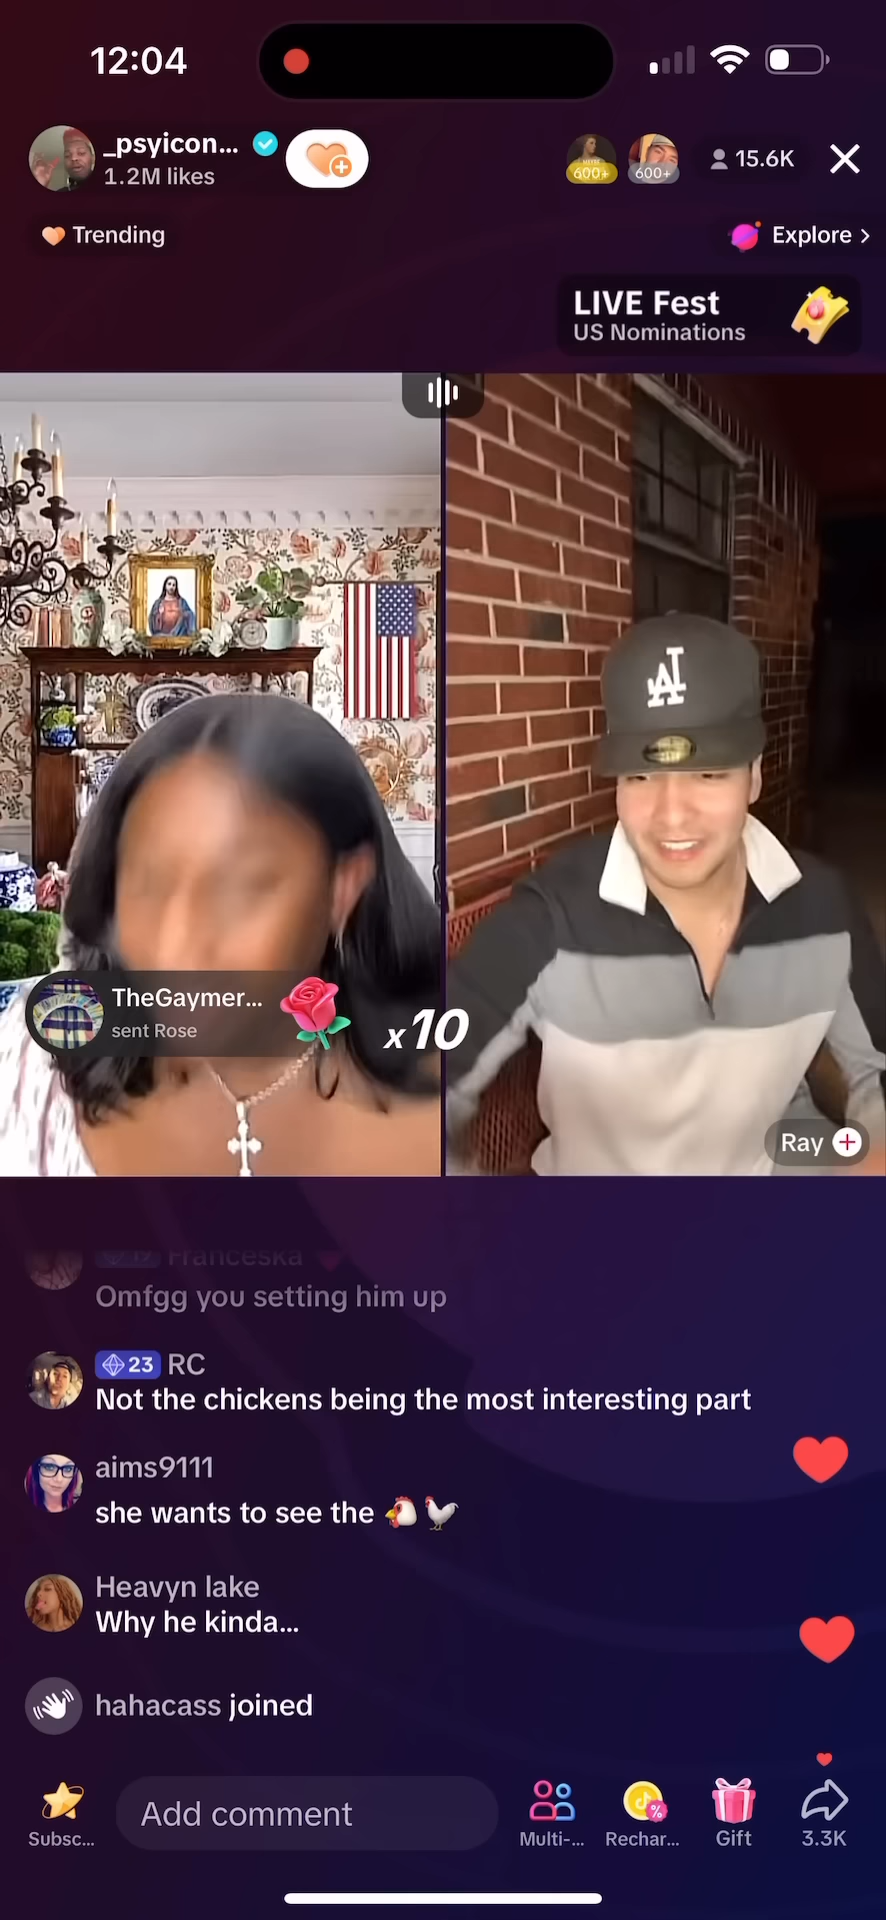 12:04
_psyicon...
1.2M likes
600+
600+
15.6K
Trending
Explore >
LIVE Fest
US Nominations
LA
TheGaymer...
sent Rose
x10
Ray
Franceska
Omfgg you setting him up
23 RC
Not the chickens being the most interesting part
aims9111
she wants to see the 🐔🐓
Heavyn lake
Why he kinda...
hahacass joined
Subsc...
Add comment
Multi-...
Rechar...
Gift
3.3K